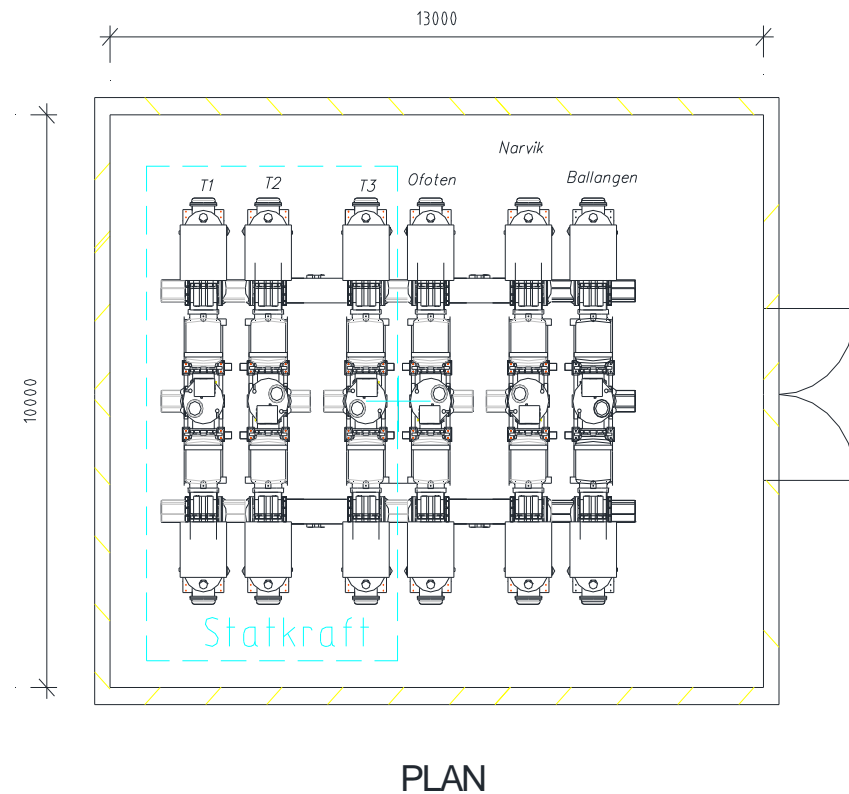 13000
Narvik
T1
T2
T3
Ofoten
Ballangen
10000
Statkraft
PLAN